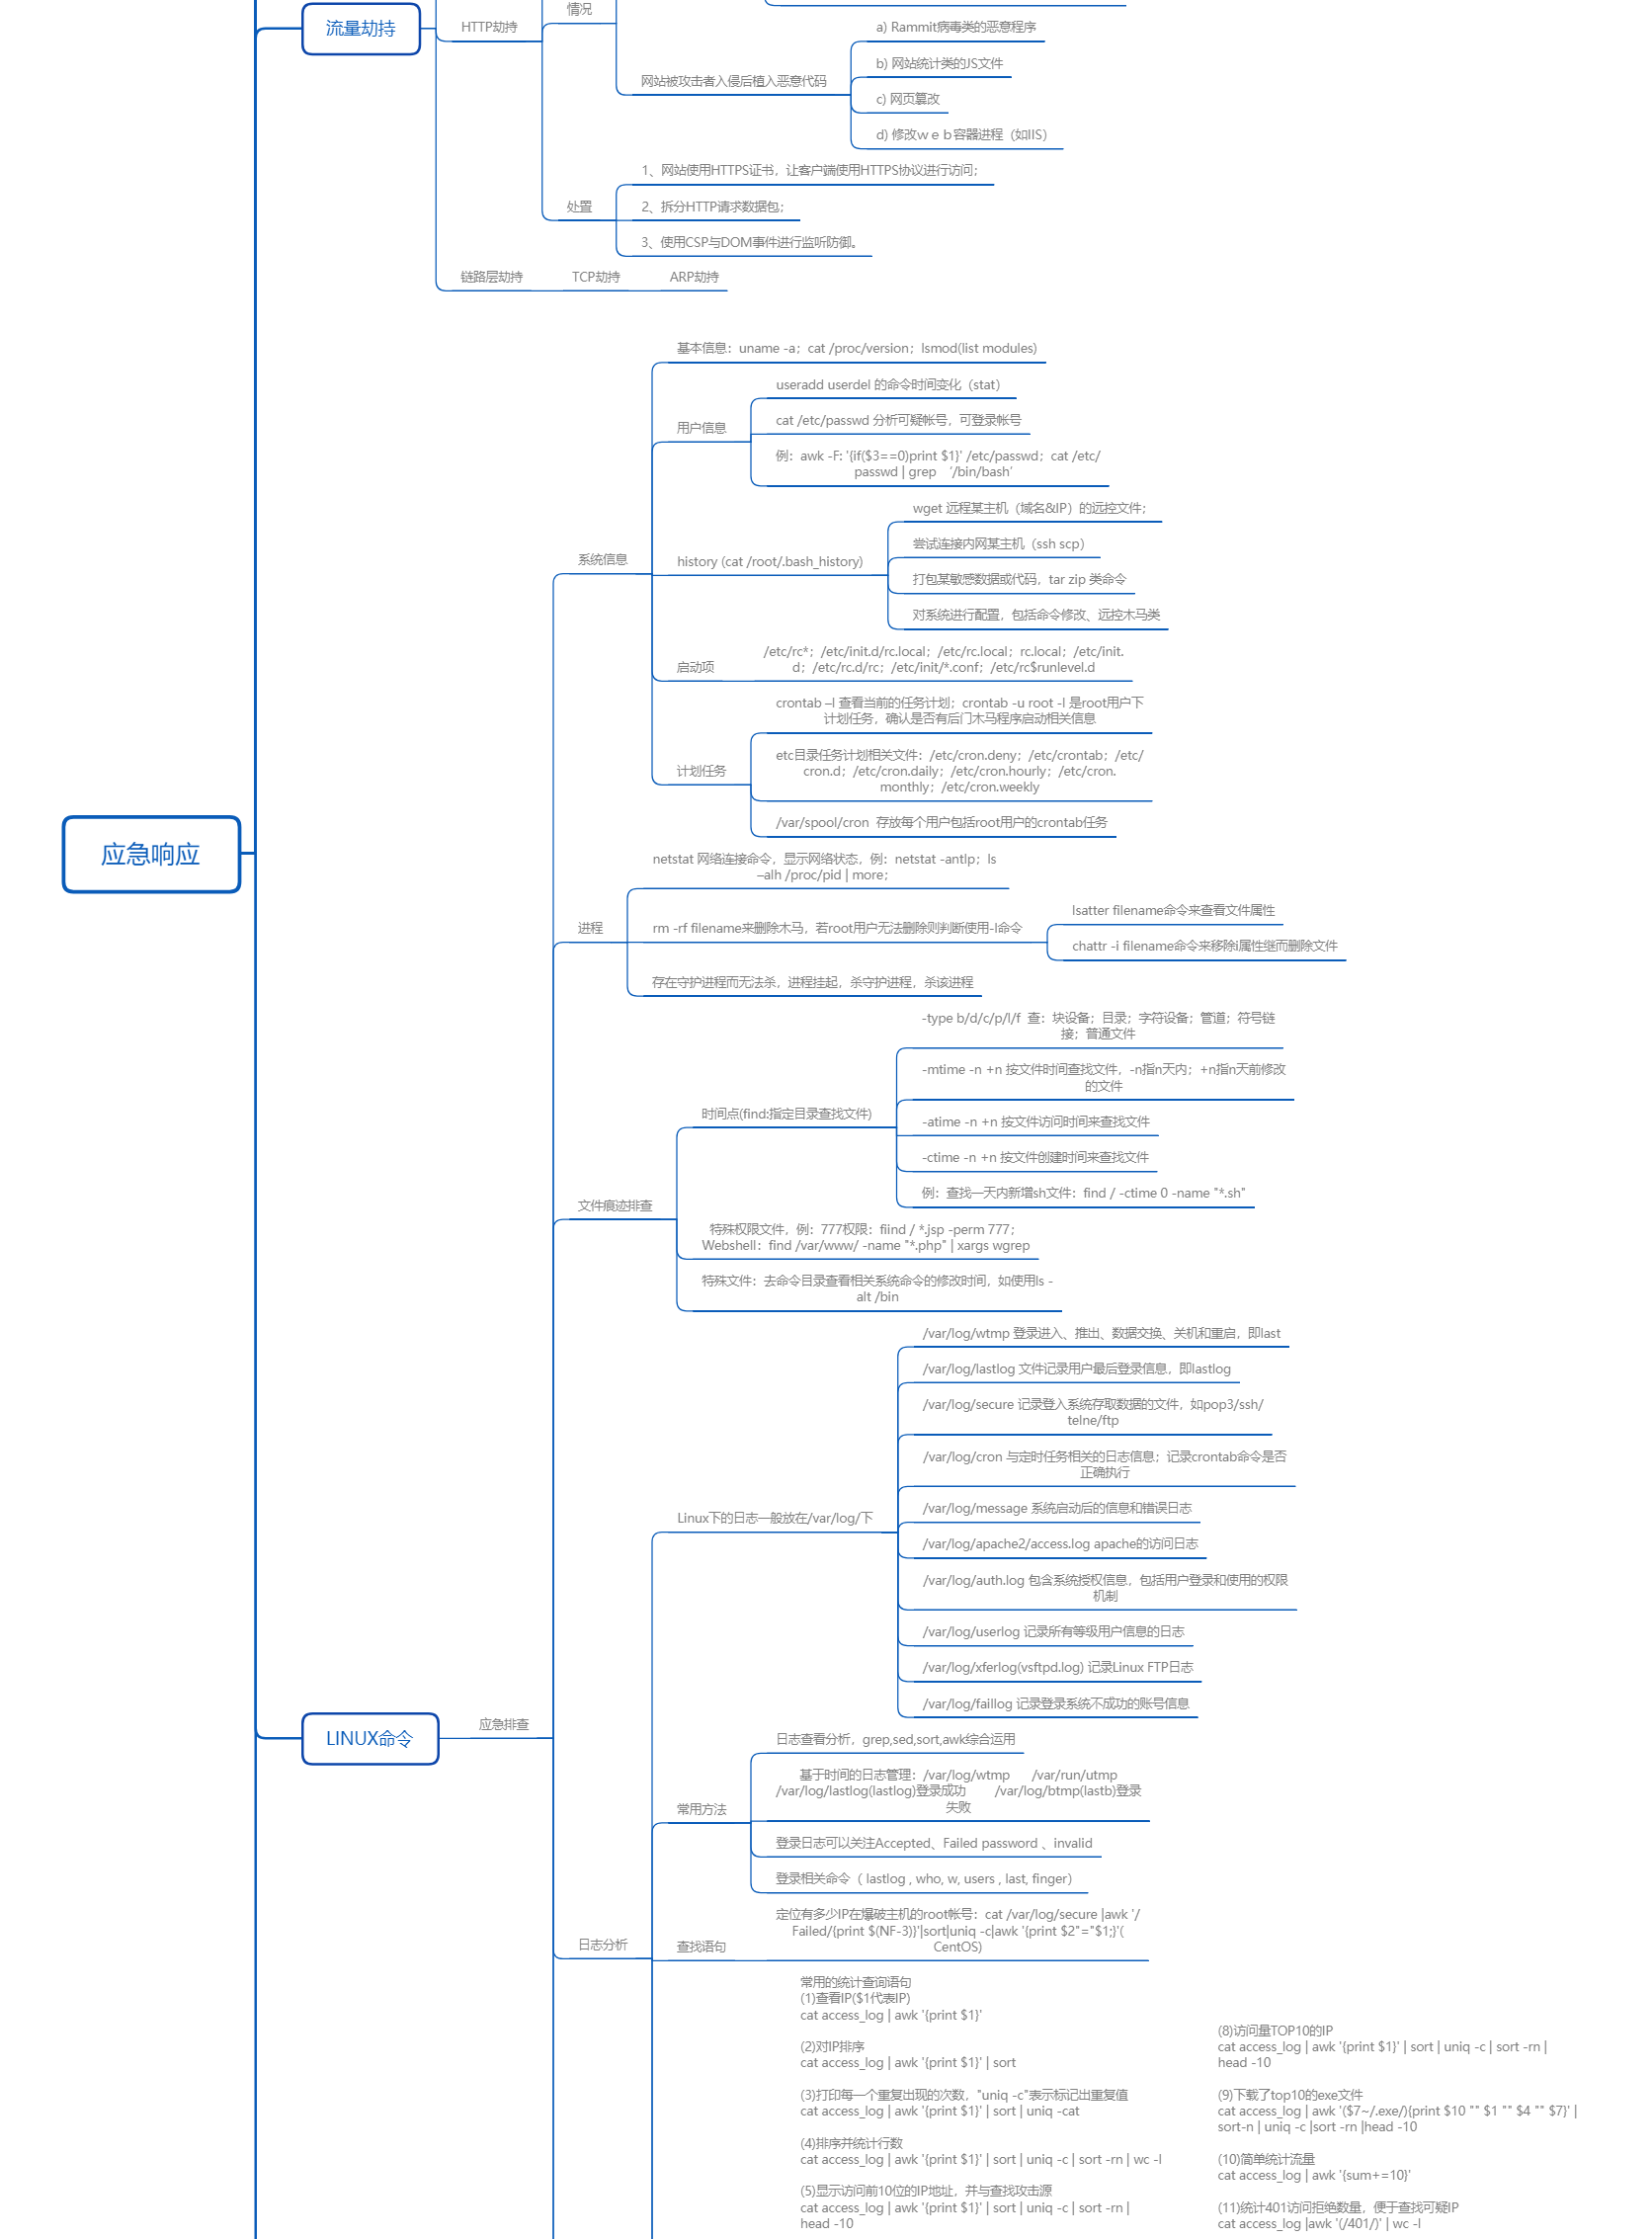 应急响应
流量劫持
HTTP劫持
情况
网站被攻击者入侵后植入恶意代码
a) Rammit病毒类的恶意程序
b) 网站统计类的JS文件
c) 网页篡改
d) 修改ｗｅｂ容器进程（如IIS）
处置
1、网站使用HTTPS证书，让客户端使用HTTPS协议进行访问；
2、拆分HTTP请求数据包；
3、使用CSP与DOM事件进行监听防御。
链路层劫持
TCP劫持
ARP劫持
LINUX命令
应急排查
系统信息
基本信息：uname -a；cat /proc/version；lsmod(list modules)
用户信息
useradd userdel 的命令时间变化（stat）
cat /etc/passwd 分析可疑帐号，可登录帐号
例：awk -F: '{if($3==0)print $1}' /etc/passwd；cat /etc/
passwd | grep ‘/bin/bash’
history (cat /root/.bash_history)
wget 远程某主机（域名&IP）的远控文件；
尝试连接内网某主机（ssh scp）
打包某敏感数据或代码，tar zip 类命令
对系统进行配置，包括命令修改、远控木马类
启动项
/etc/rc*；/etc/init.d/rc.local；/etc/rc.local；rc.local；/etc/init.
d；/etc/rc.d/rc；/etc/init/*.conf；/etc/rc$runlevel.d
计划任务
crontab –l 查看当前的任务计划；crontab -u root -l 是root用户下
计划任务，确认是否有后门木马程序启动相关信息
etc目录任务计划相关文件：/etc/cron.deny；/etc/crontab；/etc/
cron.d；/etc/cron.daily；/etc/cron.hourly；/etc/cron.
monthly；/etc/cron.weekly
/var/spool/cron 存放每个用户包括root用户的crontab任务
进程
netstat 网络连接命令，显示网络状态，例：netstat -antlp；ls
–alh /proc/pid | more；
rm -rf filename来删除木马，若root用户无法删除则判断使用-I命令
lsatter filename命令来查看文件属性
chattr -i filename命令来移除i属性继而删除文件
存在守护进程而无法杀，进程挂起，杀守护进程，杀该进程
文件痕迹排查
时间点(find:指定目录查找文件)
-type b/d/c/p/l/f 查：块设备；目录；字符设备；管道；符号链
接；普通文件
-mtime -n +n 按文件时间查找文件，-n指n天内；+n指n天前修改
的文件
-atime -n +n 按文件访问时间来查找文件
-ctime -n +n 按文件创建时间来查找文件
例：查找一天内新增sh文件：find / -ctime 0 -name "*.sh"
特殊权限文件，例：777权限：fiind / *.jsp -perm 777；
Webshell：find /var/www/ -name "*.php" | xargs wgrep
特殊文件：去命令目录查看相关系统命令的修改时间，如使用ls -
alt /bin
日志分析
Linux下的日志一般放在/var/log/下
/var/log/wtmp 登录进入、推出、数据交换、关机和重启，即last
/var/log/lastlog 文件记录用户最后登录信息，即lastlog
/var/log/secure 记录登入系统存取数据的文件，如pop3/ssh/
telne/ftp
/var/log/cron 与定时任务相关的日志信息；记录crontab命令是否
正确执行
/var/log/message 系统启动后的信息和错误日志
/var/log/apache2/access.log apache的访问日志
/var/log/auth.log 包含系统授权信息，包括用户登录和使用的权限
机制
/var/log/userlog 记录所有等级用户信息的日志
/var/log/xferlog(vsftpd.log) 记录Linux FTP日志
/var/log/faillog 记录登录系统不成功的账号信息
常用方法
日志查看分析，grep,sed,sort,awk综合运用
基于时间的日志管理：/var/log/wtmp /var/run/utmp
/var/log/lastlog(lastlog)登录成功 /var/log/btmp(lastb)登录
失败
登录日志可以关注Accepted、Failed password 、invalid
登录相关命令（ lastlog , who, w, users , last, finger）
查找语句
定位有多少IP在爆破主机的root帐号：cat /var/log/secure |awk '/
Failed/{print $(NF-3)}'|sort|uniq -c|awk '{print $2"="$1;}'(
CentOS)
常用的统计查询语句
(1)查看IP($1代表IP)
cat access_log | awk '{print $1}'
(2)对IP排序
cat access_log | awk '{print $1}' | sort
(3)打印每一个重复出现的次数，"uniq -c"表示标记出重复值
cat access_log | awk '{print $1}' | sort | uniq -cat
(4)排序并统计行数
cat access_log | awk '{print $1}' | sort | uniq -c | sort -rn | wc -l
(5)显示访问前10位的IP地址，并与查找攻击源
cat access_log | awk '{print $1}' | sort | uniq -c | sort -rn |
head -10
(8)访问量TOP10的IP
cat access_log | awk '{print $1}' | sort | uniq -c | sort -rn |
head -10
(9)下载了top10的exe文件
cat access_log | awk '($7~/.exe/){print $10 "" $1 "" $4 "" $7}' |
sort-n | uniq -c |sort -rn |head -10
(10)简单统计流量
cat access_log | awk '{sum+=10}'
(11)统计401访问拒绝数量，便于查找可疑IP
cat access_log |awk '(/401/)' | wc -l